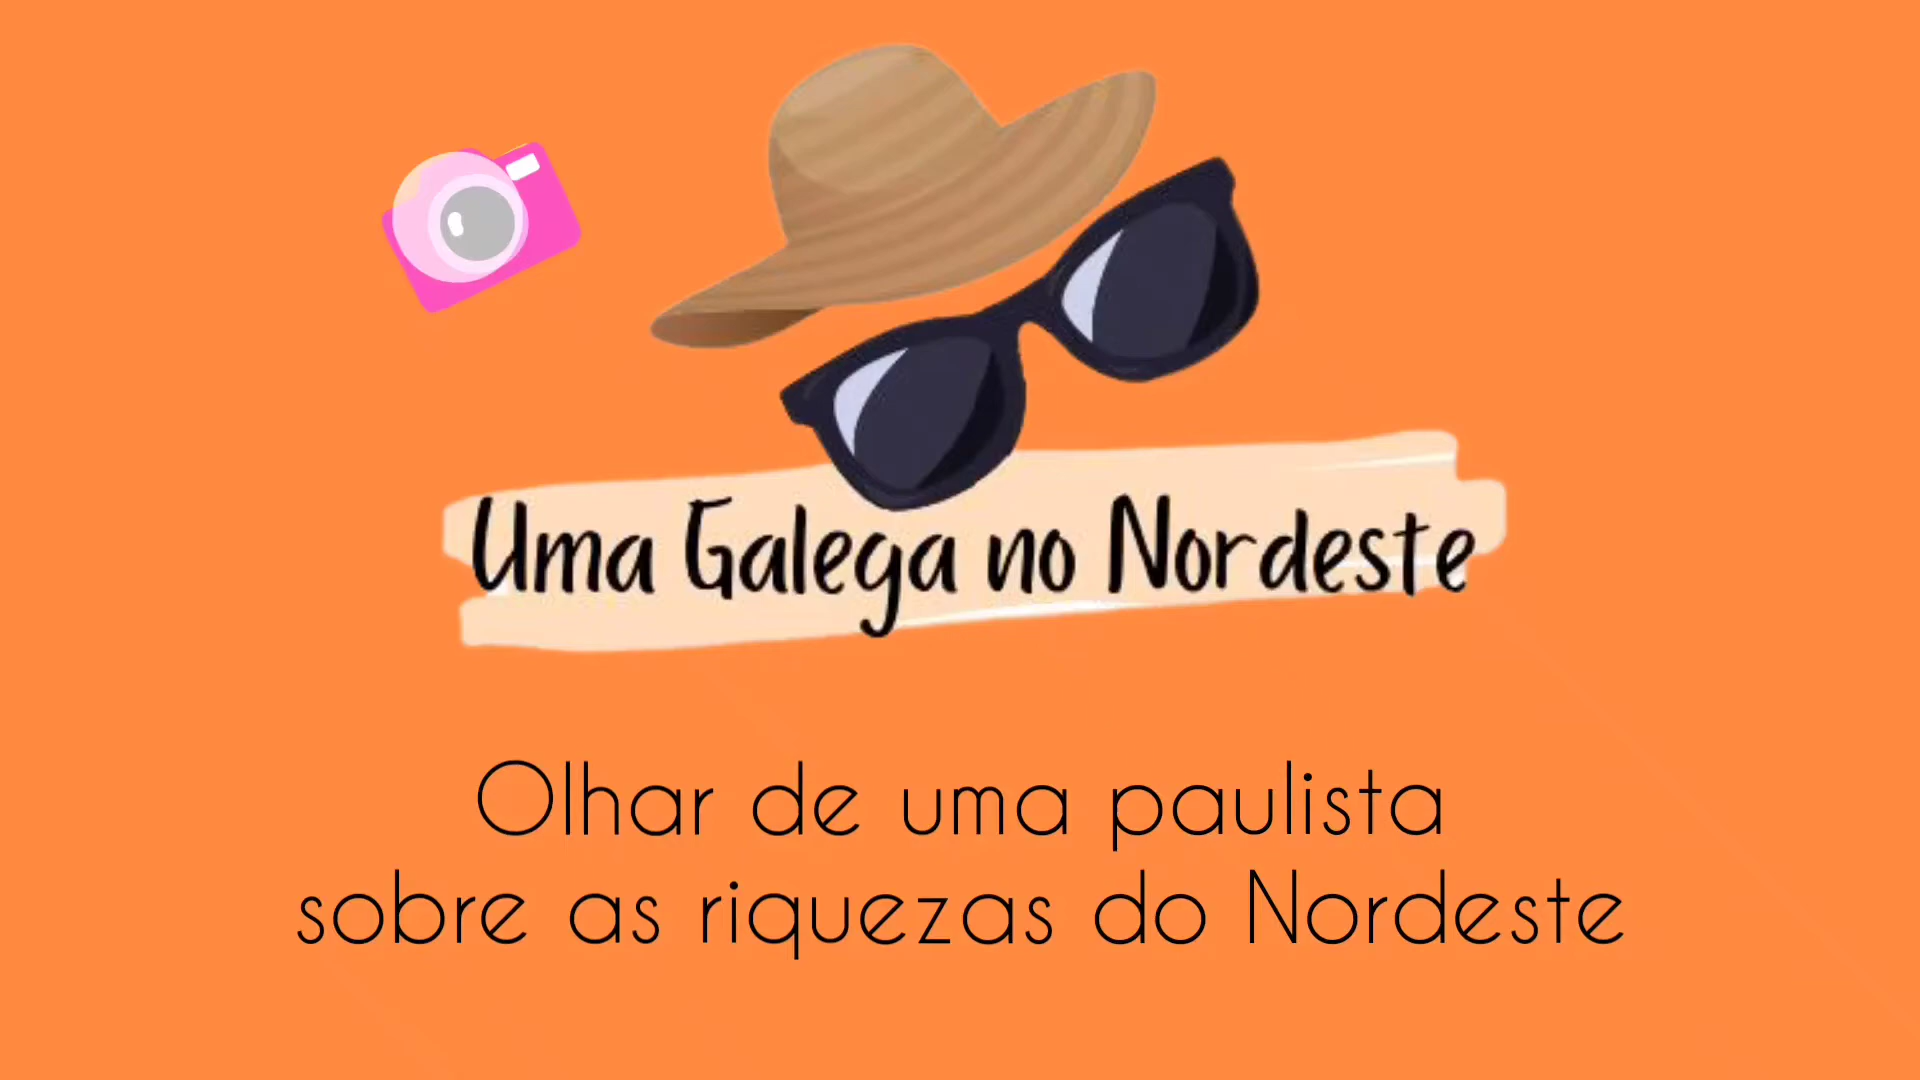 Uma Galega no Nordeste
Olhar de uma paulista
sobre as riquezas do Nordeste